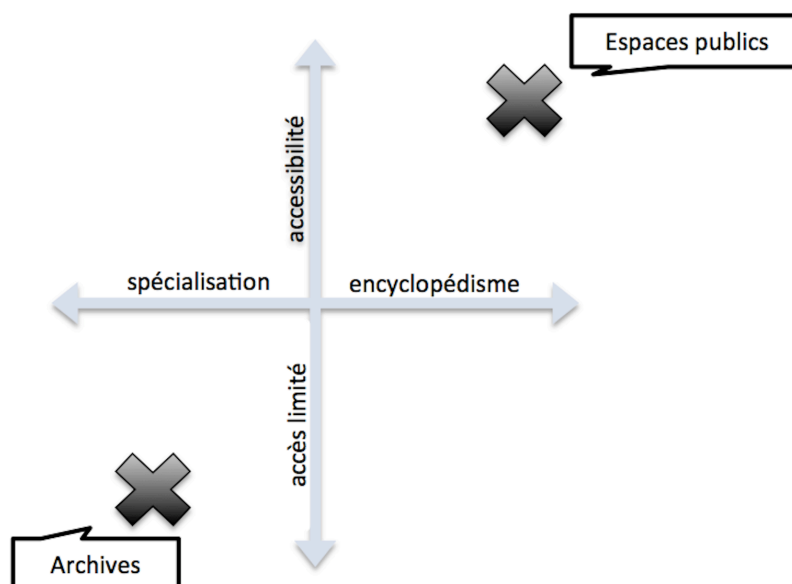 Espaces publics
accessibilité
spécialisation
encyclopédisme
accès limité
Archives